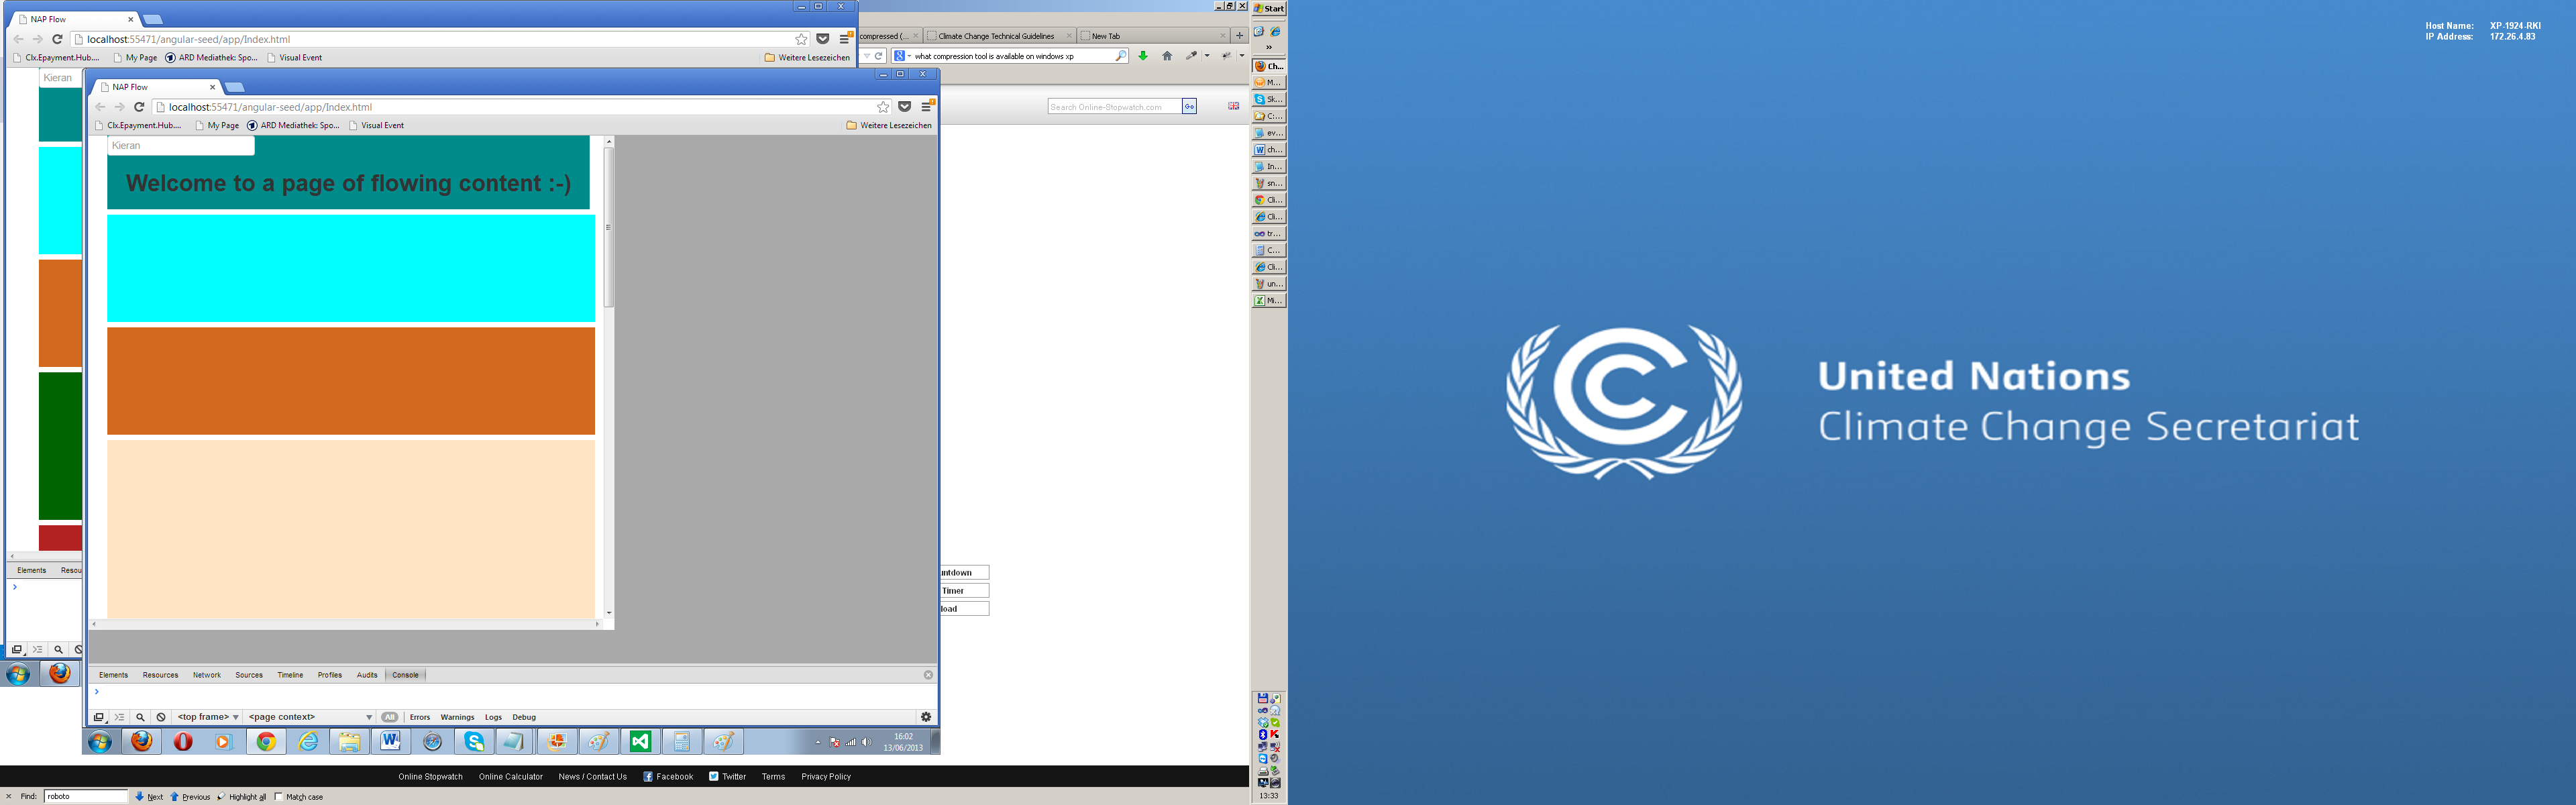 NAP Flow
localhost:55471/angular-seed/app/Index.html
Clx.Epayment.Hub....
My Page
ARD Mediathek: Spo...
Visual Event
Weitere Lesezeichen
Kieran
Elements
Resou
compressed (...
Climate Change Technical Guidelines
New Tab
what compression tool is available on windows xp
Search Online-Stopwatch.com
Go
NAP Flow
localhost:55471/angular-seed/app/Index.html
Clx.Epayment.Hub....
My Page
ARD Mediathek: Spo...
Visual Event
Weitere Lesezeichen
Kieran
Welcome to a page of flowing content :-)
Elements Resources Network Sources Timeline Profiles Audits Console
<top frame>
<page context>
All
Errors Warnings Logs Debug
16:02
13/06/2013
untdown
Timer
load
Online Stopwatch
Online Calculator
News / Contact Us
Facebook
Twitter
Terms
Privacy Policy
Find: roboto
Next
Previous
Highlight all
Match case
Start
»
Ch...
M...
Sk...
C:...
ev...
ch...
In...
sn...
Cli...
Cli...
tr...
C...
Cli...
un...
Mi...
13:33
Host Name: XP-1924-RKI
IP Address: 172.26.4.83
United Nations
Climate Change Secretariat